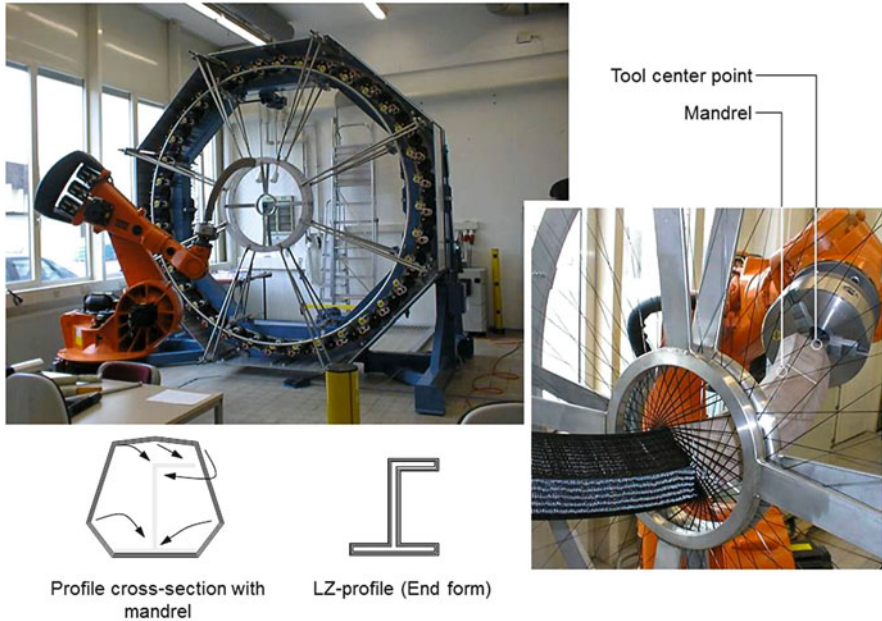 Tool center point
Mandrel
Profile cross-section with
mandrel
LZ-profile (End form)